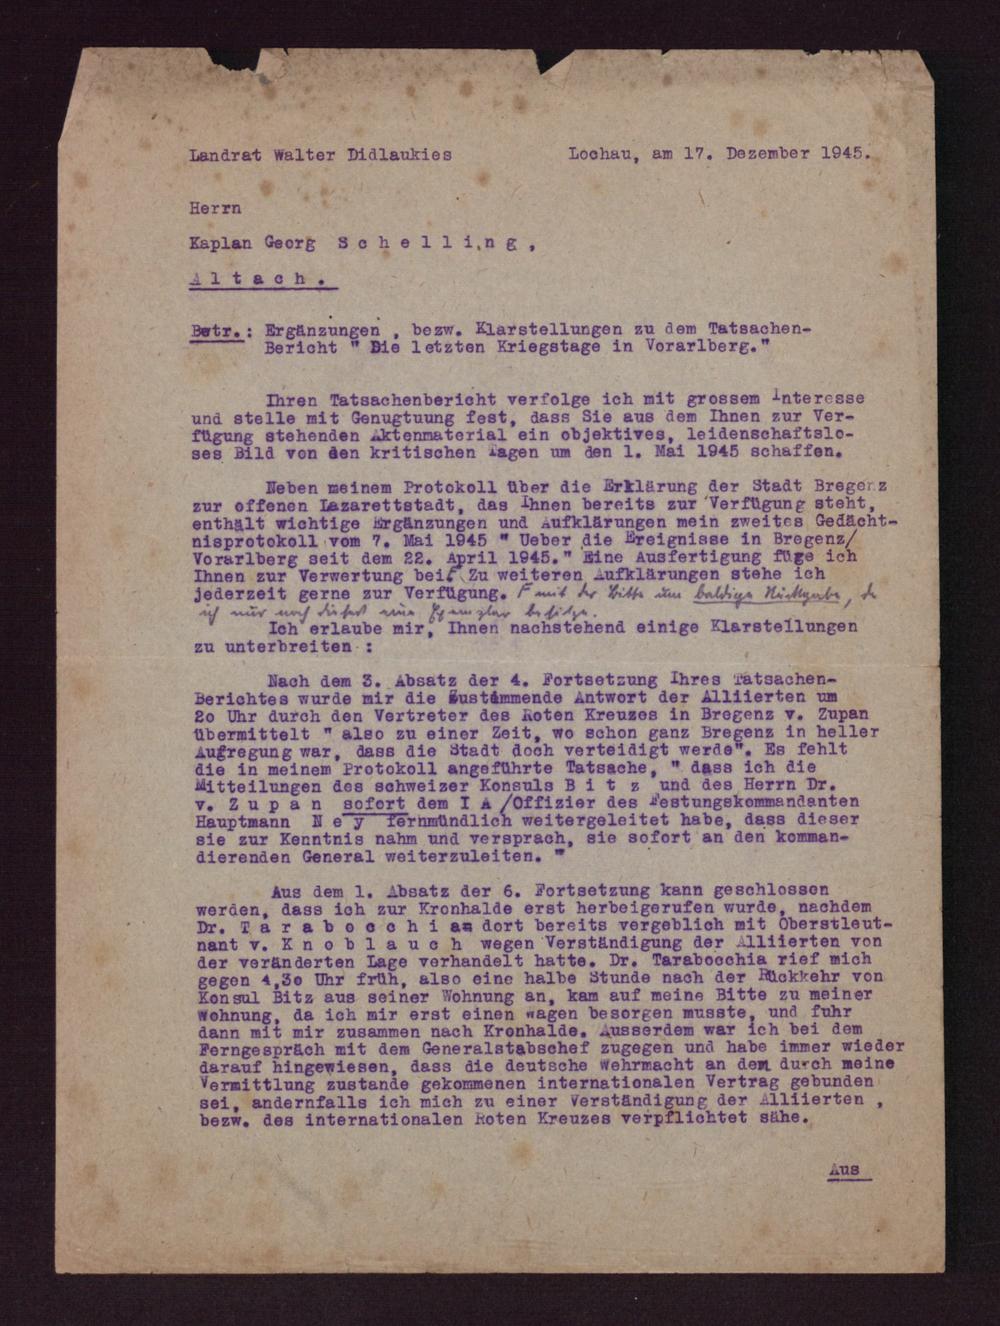 Landrat Walter Didlaukies Lochau, am 17. Dezember 1945.
Herrn
Kaplan Georg S c h e l l i n g ,
A l t a c h .
Betr.: Ergänzungen , bezw. Klarstellungen zu dem Tatsachen-
Bericht " Die letzten Kriegstage in Vorarlberg."
Ihren Tatsachenbericht verfolge ich mit grossem Interesse
und stelle mit Genugtuung fest, dass Sie aus dem Ihnen zur Ver-
fügung stehenden Aktenmaterial ein objektives, leidenschaftslo-
ses Bild von den kritischen Tagen um den 1. Mai 1945 schaffen.
Neben meinem Protokoll über die Erklärung der Stadt Bregenz
zur offenen Lazarettstadt, das Ihnen bereits zur Verfügung steht,
enthält wichtige Ergänzungen und Aufklärungen mein zweites Gedächt-
nisprotokoll vom 7. Mai 1945 " Ueber die Ereignisse in Bregenz/
Vorarlberg seit dem 22. April 1945." Eine Ausfertigung füge ich
Ihnen zur Verwertung bei. Zu weiteren Aufklärungen stehe ich
jederzeit gerne zur Verfügung. mit der Bitte um baldige Rückgabe, da
ich nur noch dieses eine Exemplar besitze.
Ich erlaube mir, Ihnen nachstehend einige Klarstellungen
zu unterbreiten :
Nach dem 3. Absatz der 4. Fortsetzung Ihres Tatsachen-
Berichtes wurde mir die Zustimmende Antwort der Alliierten um
2o Uhr durch den Vertreter des Roten Kreuzes in Bregenz v. Zupan
übermittelt " also zu einer Zeit, wo schon ganz Bregenz in heller
Aufregung war, dass die Stadt doch verteidigt werde". Es fehlt
die in meinem Protokoll angeführte Tatsache, " dass ich die
Mitteilungen des schweizer Konsuls B i t z und des Herrn Dr.
v. Z u p a n sofort dem I A /Offizier des Festungskommandanten
Hauptmann N e y fernmündlich weitergeleitet habe, dass dieser
sie zur Kenntnis nahm und versprach, sie sofort an den komman-
dierenden General weiterzuleiten. "
Aus dem 1. Absatz der 6. Fortsetzung kann geschlossen
werden, dass ich zur Kronhalde erst herbeigerufen wurde, nachdem
Dr. T a r a b o c c h i a dort bereits vergeblich mit Oberstleut-
nant v. K n o b l a u c h wegen Verständigung der Alliierten von
der veränderten Lage verhandelt hatte. Dr. Tarabocchia rief mich
gegen 4,3o Uhr früh, also eine halbe Stunde nach der Rückkehr von
Konsul Bitz aus seiner Wohnung an, kam auf meine Bitte zu meiner
Wohnung, da ich mir erst einen Wagen besorgen musste, und fuhr
dann mit mir zusammen nach Kronhalde. Ausserdem war ich bei dem
Ferngespräch mit dem Generalstabschef zugegen und habe immer wieder
darauf hingewiesen, dass die deutsche Wehrmacht an den durch meine
Vermittlung zustande gekommenen internationalen Vertrag gebunden
sei, andernfalls ich mich zu einer Verständigung der Alliierten ,
bezw. des internationalen Roten Kreuzes verpflichtet sähe.
Aus